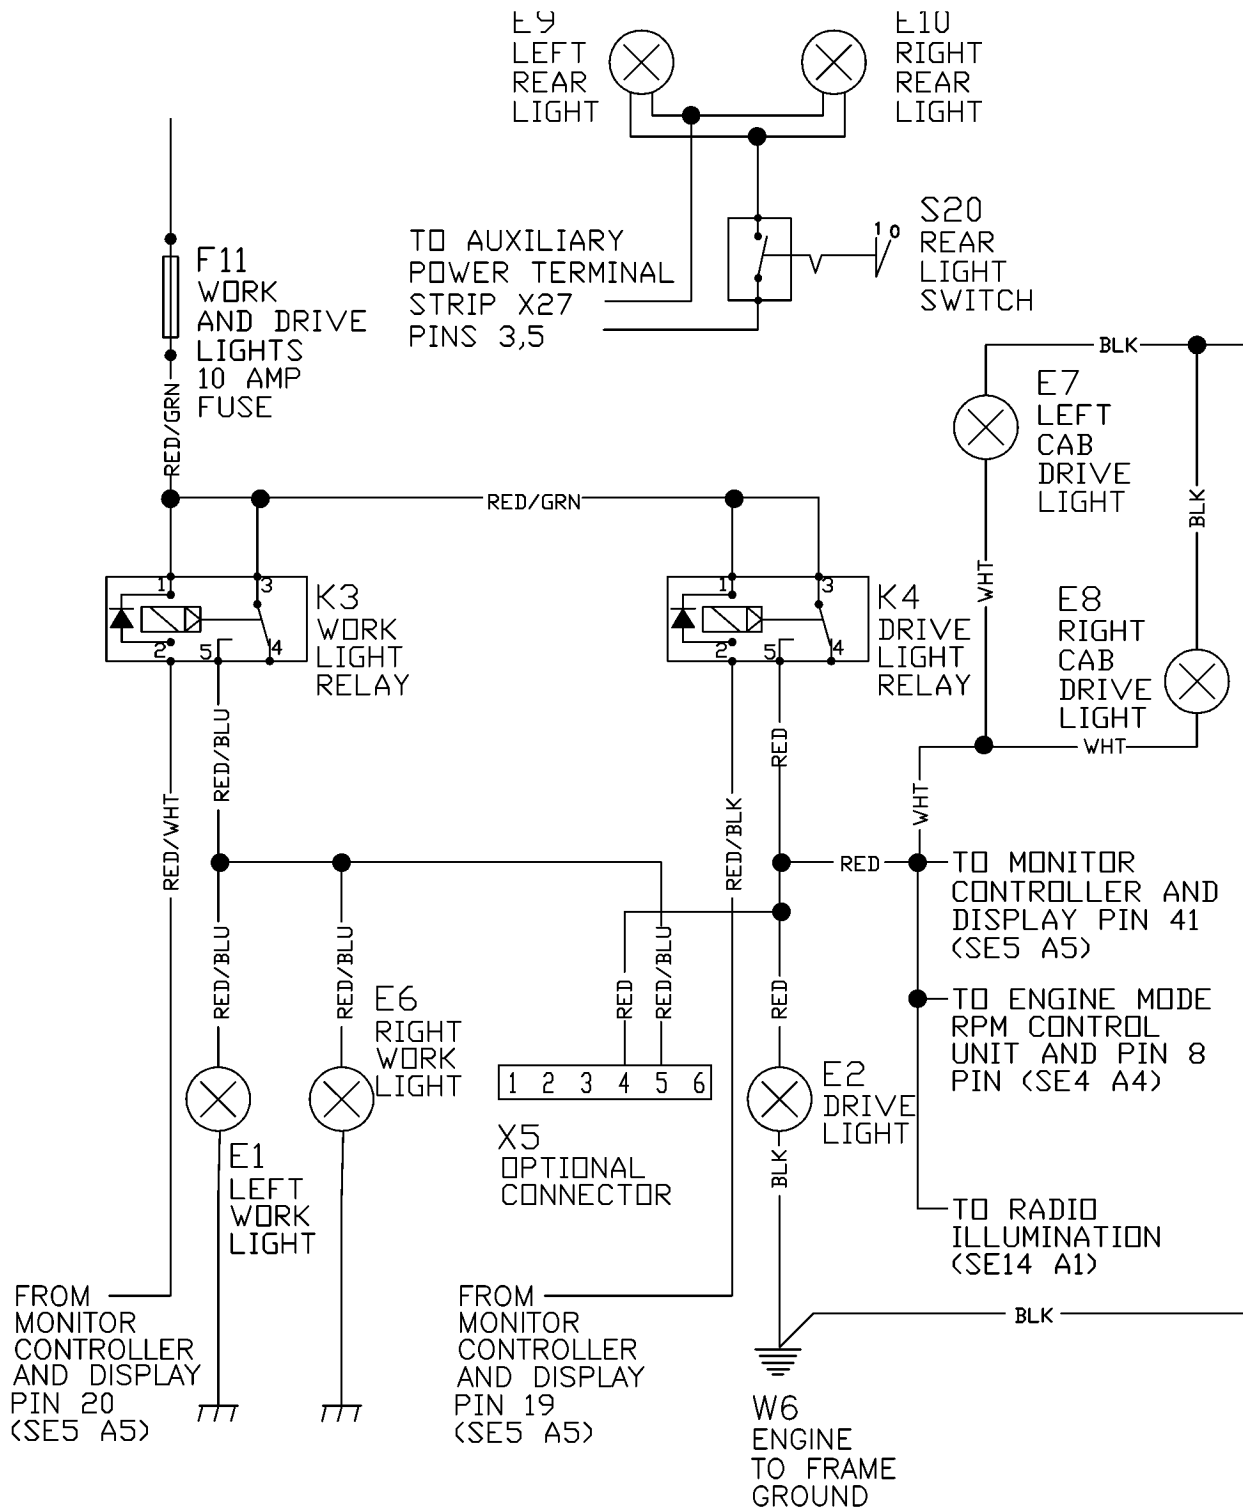 E9
LEFT
REAR
LIGHT
E10
RIGHT
REAR
LIGHT
TO AUXILIARY
POWER TERMINAL
STRIP X27
PINS 3,5
1 0
S20
REAR
LIGHT
SWITCH
F11
WORK
AND DRIVE
LIGHTS
10 AMP
FUSE
RED/GRN
RED/GRN
BLK
E7
LEFT
CAB
DRIVE
LIGHT
BLK
WHT
E8
RIGHT
CAB
DRIVE
LIGHT
WHT
WHT
1
3
2
5
4
K3
WORK
LIGHT
RELAY
1
3
2
5
4
K4
DRIVE
LIGHT
RELAY
RED/BLU
RED/WHT
RED
RED/BLK
RED
TO MONITOR
CONTROLLER AND
DISPLAY PIN 41
(SE5 A5)
TO ENGINE MODE
RPM CONTROL
UNIT AND PIN 8
PIN (SE4 A4)
TO RADIO
ILLUMINATION
(SE14 A1)
RED/BLU
RED/BLU
RED
RED/BLU
RED
E6
RIGHT
WORK
LIGHT
1 2 3 4 5 6
X5
OPTIONAL
CONNECTOR
E2
DRIVE
LIGHT
BLK
E1
LEFT
WORK
LIGHT
FROM
MONITOR
CONTROLLER
AND DISPLAY
PIN 20
(SE5 A5)
FROM
MONITOR
CONTROLLER
AND DISPLAY
PIN 19
(SE5 A5)
BLK
W6
ENGINE
TO FRAME
GROUND